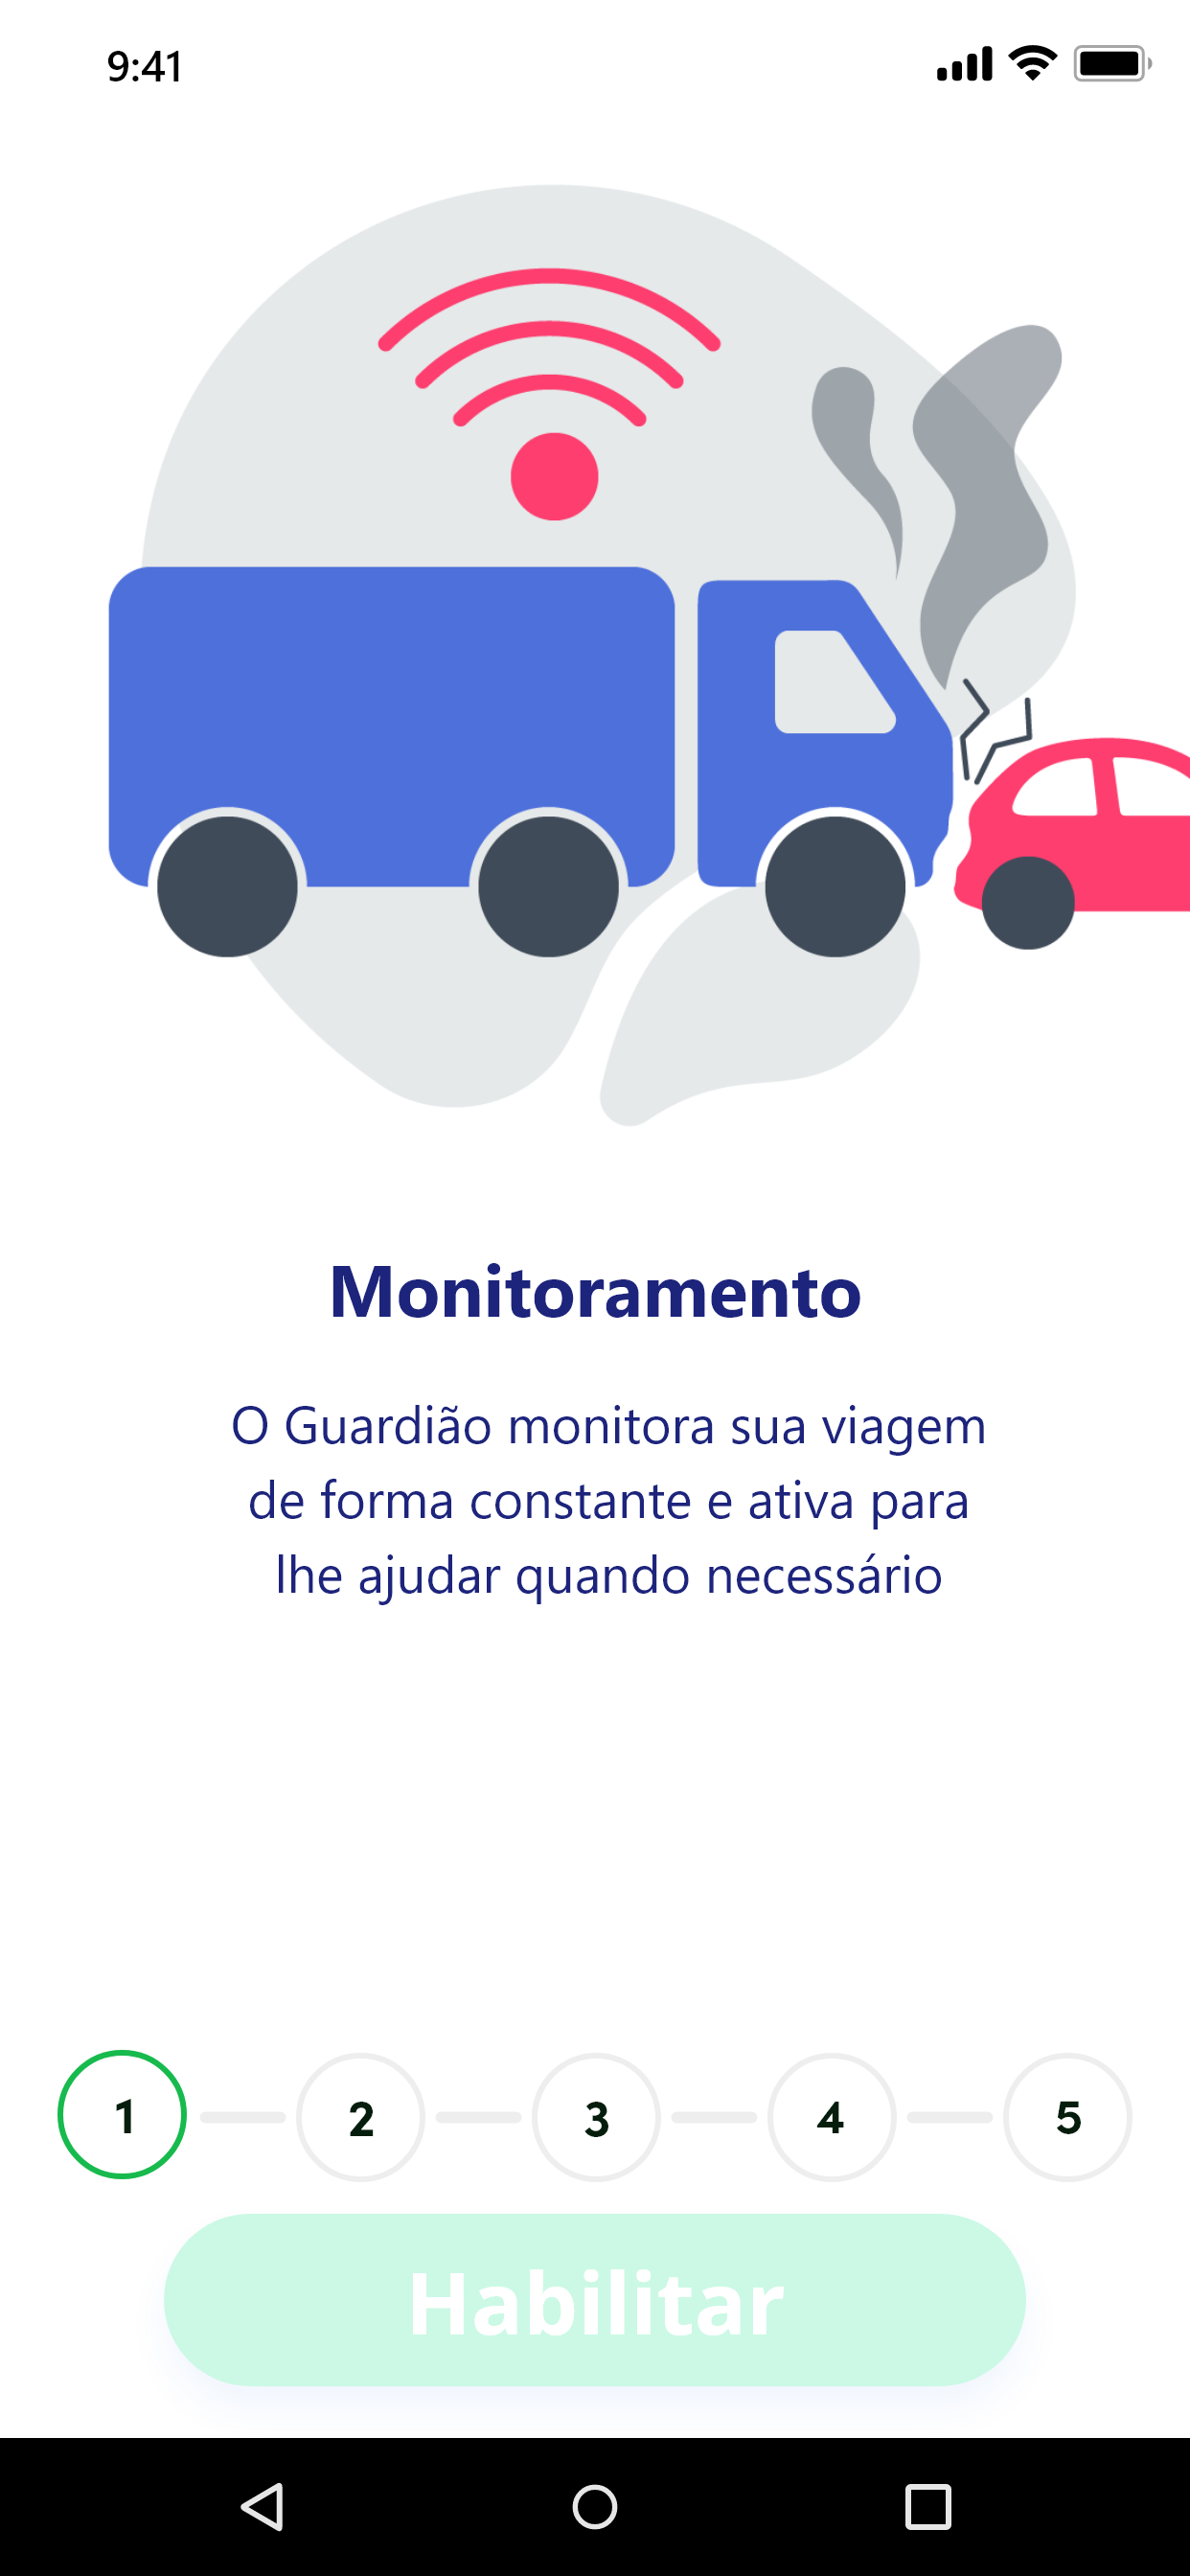 9:41
Monitoramento
O Guardião monitora sua viagem
de forma constante e ativa para
lhe ajudar quando necessário
1 2 3 4 5
Habilitar